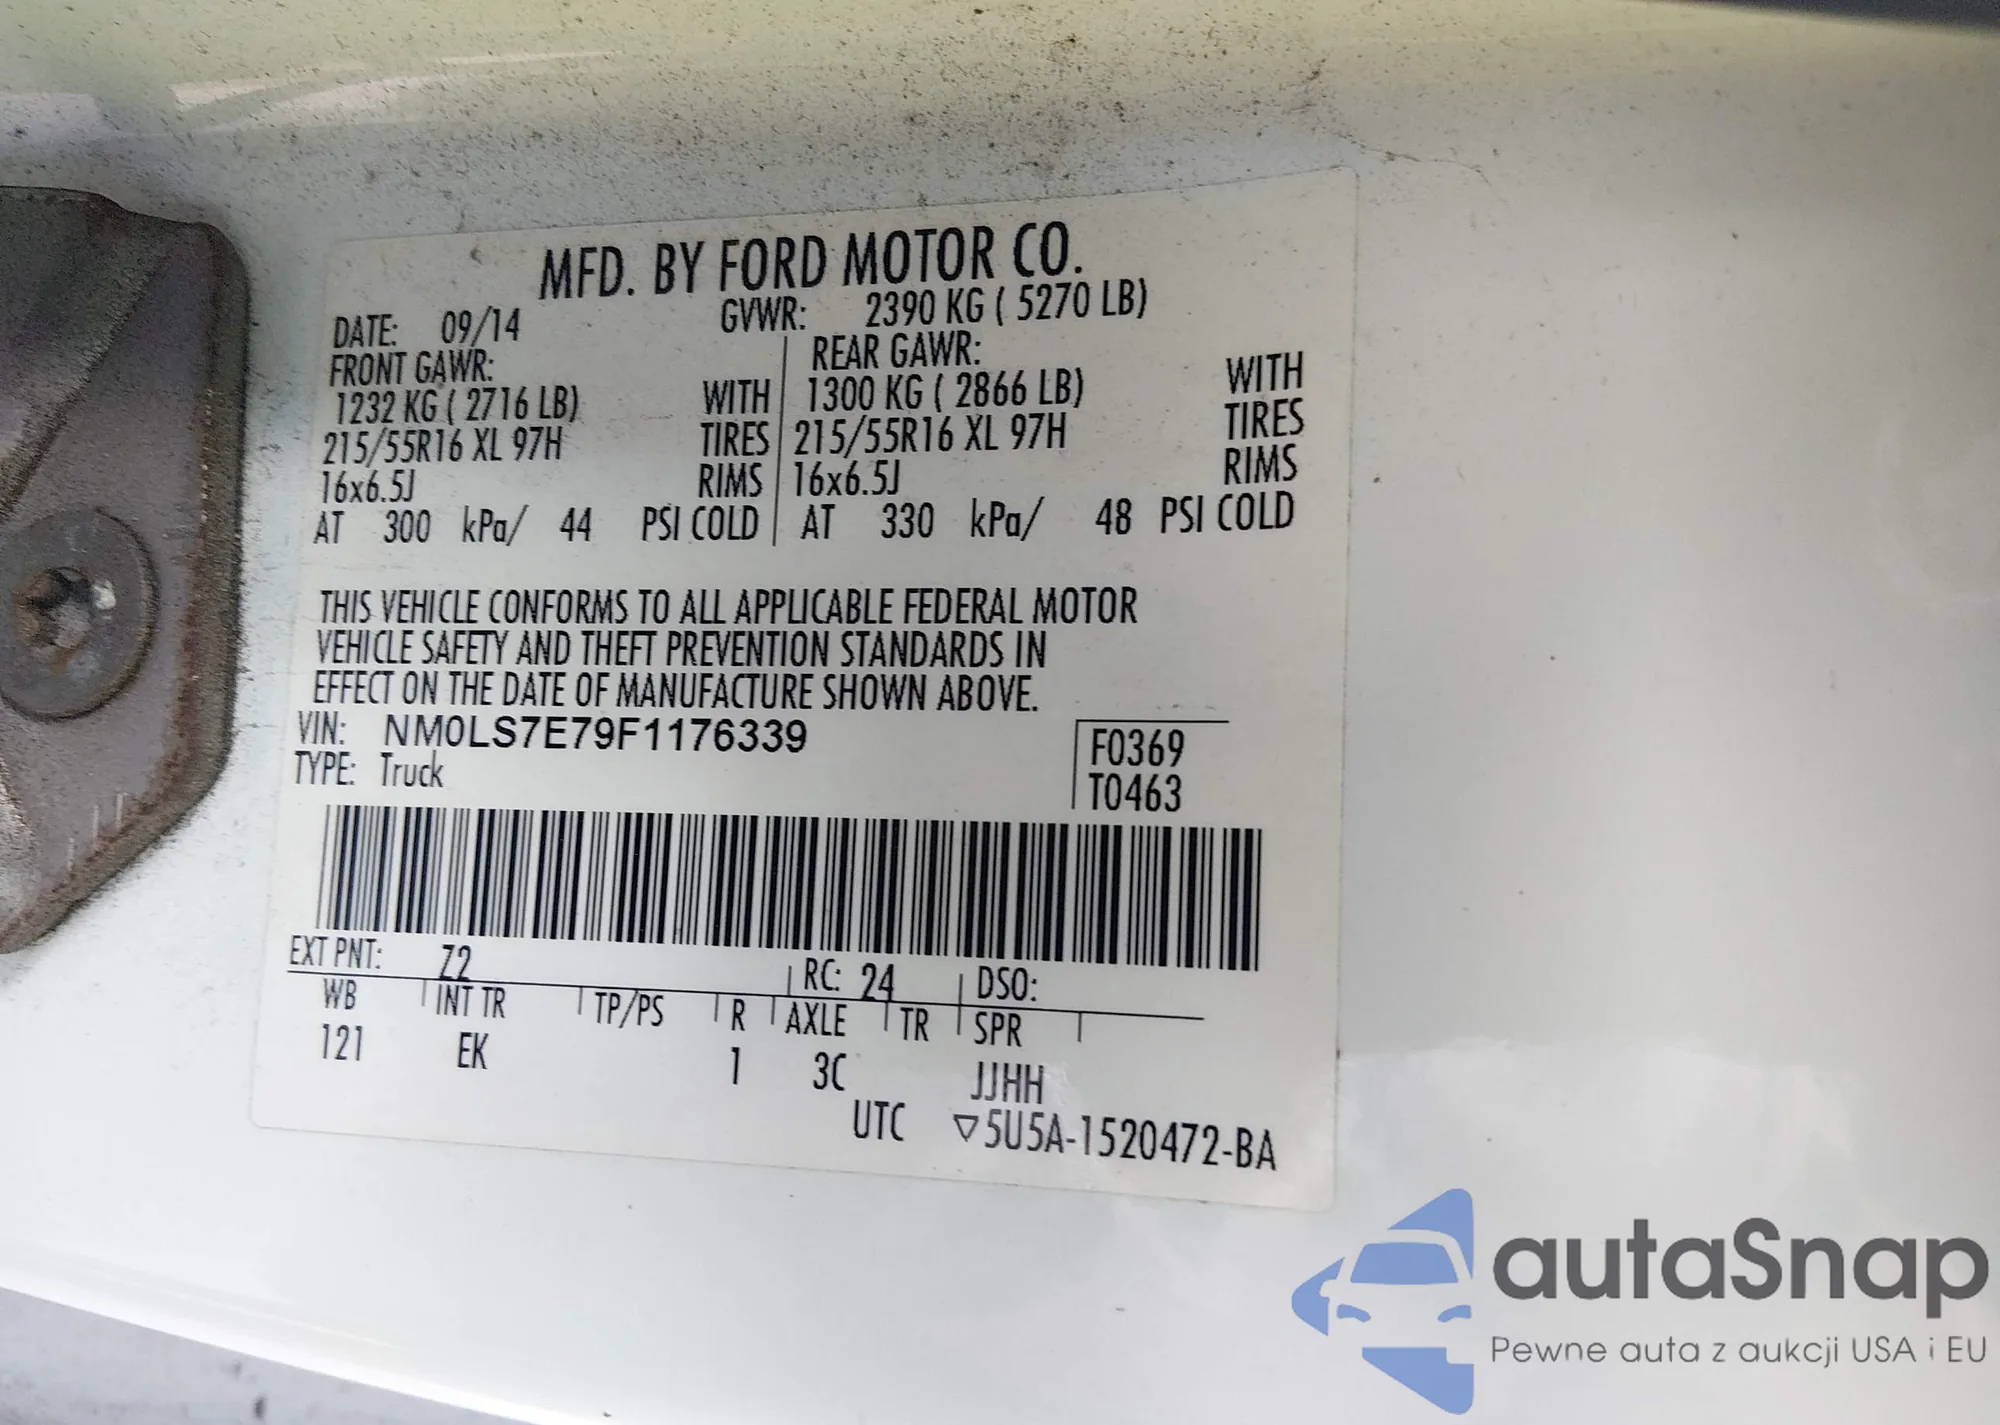 MFD. BY FORD MOTOR CO.
DATE: 09/14 GVWR: 2390 KG ( 5270 LB)
FRONT GAWR: REAR GAWR:
1232 KG ( 2716 LB) WITH 1300 KG ( 2866 LB) WITH
215/55R16 XL 97H TIRES 215/55R16 XL 97H TIRES
16x6.5J RIMS 16x6.5J RIMS
AT 300 kPa/ 44 PSI COLD AT 330 kPa/ 48 PSI COLD
THIS VEHICLE CONFORMS TO ALL APPLICABLE FEDERAL MOTOR
VEHICLE SAFETY AND THEFT PREVENTION STANDARDS IN
EFFECT ON THE DATE OF MANUFACTURE SHOWN ABOVE.
VIN: NM0LS7E79F1176339 F0369
TYPE: Truck T0463
EXT PNT: Z2 RC: 24 DSO:
WB INT TR TP/PS R AXLE TR SPR
121 EK 1 3C JJHH
UTC ▽5U5A-1520472-BA
autaSnap
Pewne auta z aukcji USA i EU